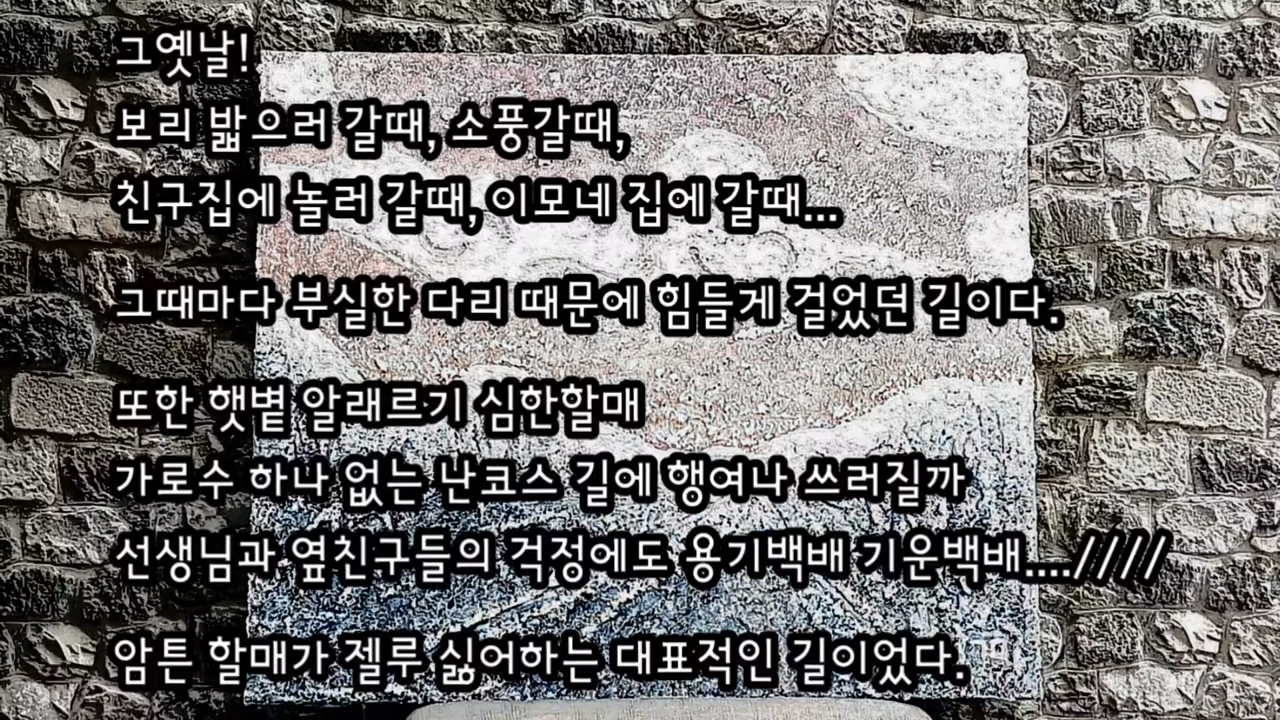 그옛날!
보리 밟으러 갈때, 소풍갈때,
친구집에 놀러 갈때, 이모네 집에 갈때...
그때마다 부실한 다리 때문에 힘들게 걸었던 길이다.
또한 햇볕 알래르기 심한할매
가로수 하나 없는 난코스 길에 행여나 쓰러질까
선생님과 옆친구들의 걱정에도 용기백배 기운백배....////
암튼 할매가 젤루 싫어하는 대표적인 길이었다.